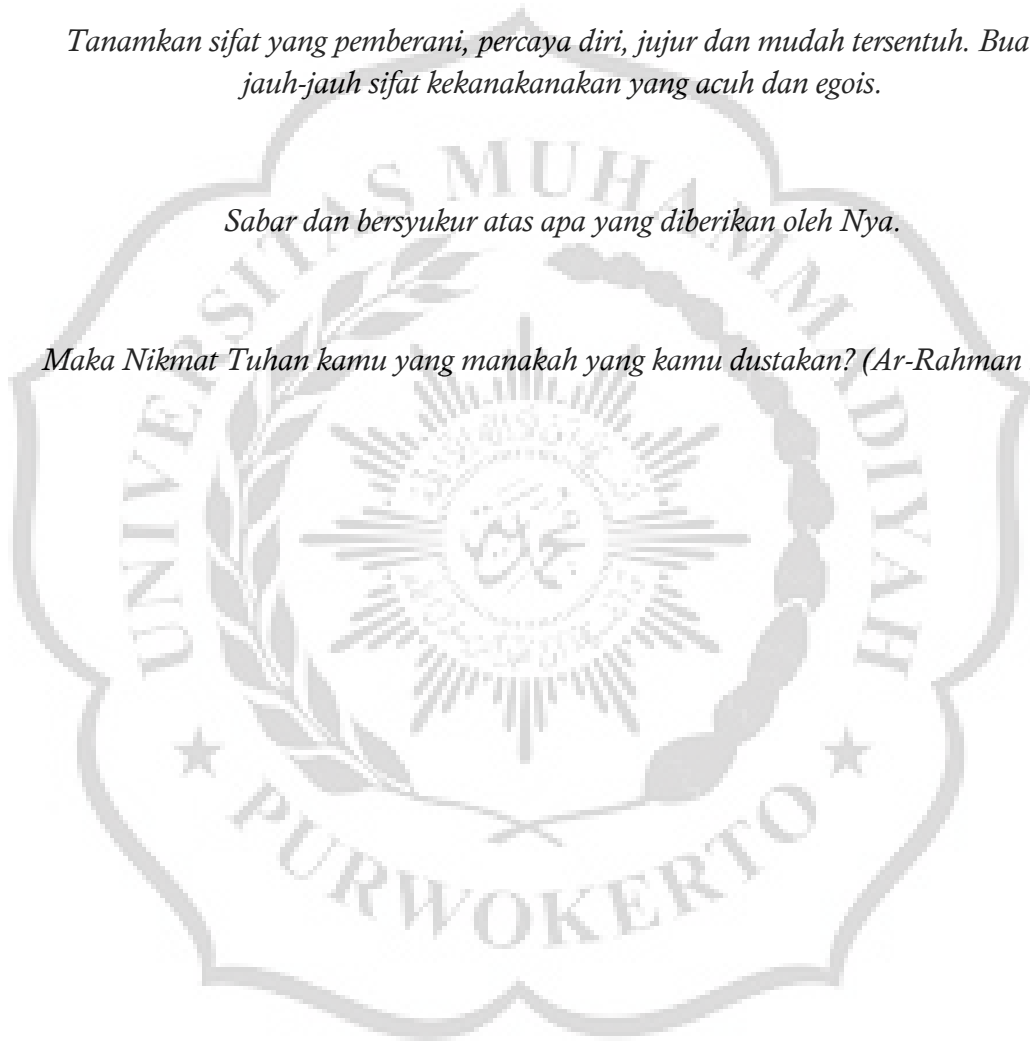 Tanamkan sifat yang pemberani, percaya diri, jujur dan mudah tersentuh. Bua
jauh-jauh sifat kekanakanakan yang acuh dan egois.
Sabar dan bersyukur atas apa yang diberikan oleh Nya.
Maka Nikmat Tuhan kamu yang manakah yang kamu dustakan? (Ar-Rahman
UNIVERSITAS MUHAMMADIYAH
PURWOKERTO